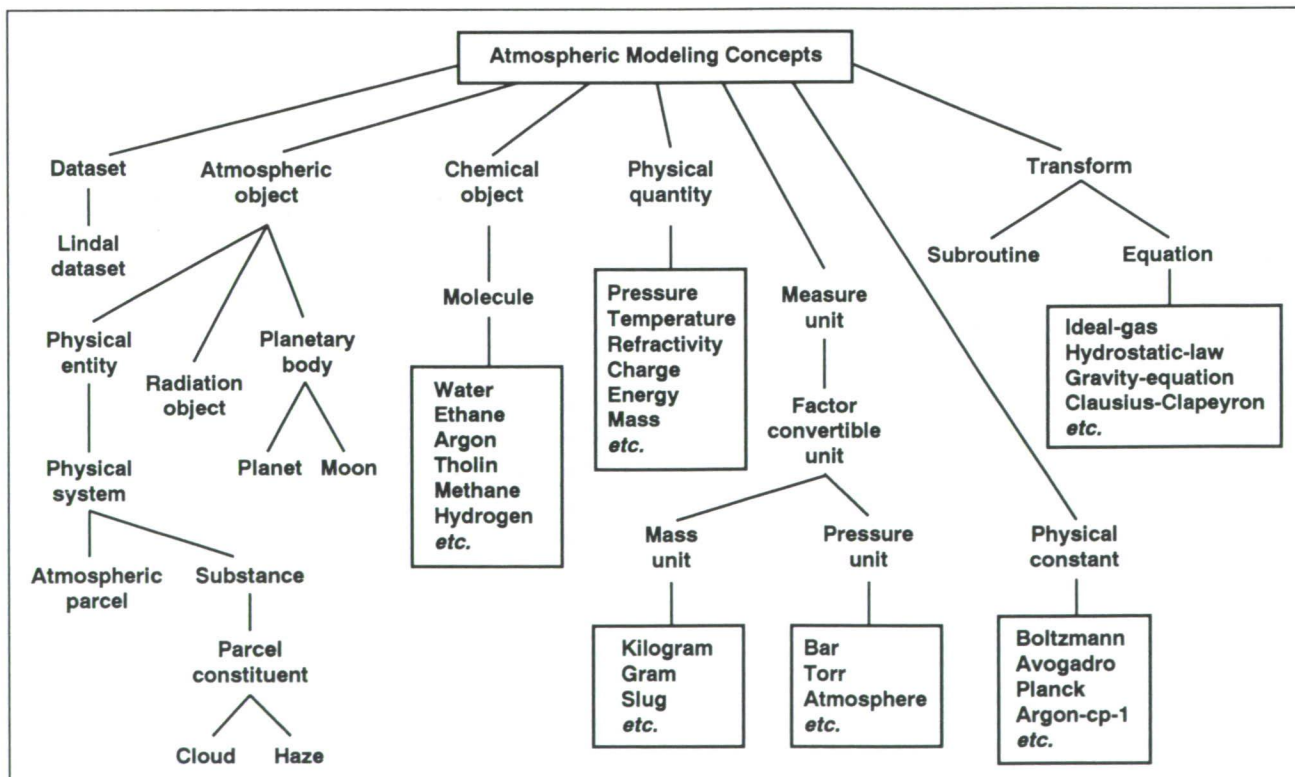 Atmospheric Modeling Concepts
Dataset
Lindal
dataset
Atmospheric
object
Physical
entity
Physical
system
Atmospheric
parcel
Substance
Parcel
constituent
Cloud
Haze
Radiation
object
Planetary
body
Planet
Moon
Chemical
object
Molecule
Water
Ethane
Argon
Tholin
Methane
Hydrogen
etc.
Physical
quantity
Pressure
Temperature
Refractivity
Charge
Energy
Mass
etc.
Measure
unit
Factor
convertible
unit
Mass
unit
Kilogram
Gram
Slug
etc.
Pressure
unit
Bar
Torr
Atmosphere
etc.
Physical
constant
Boltzmann
Avogadro
Planck
Argon-cp-1
etc.
Transform
Subroutine
Equation
Ideal-gas
Hydrostatic-law
Gravity-equation
Clausius-Clapeyron
etc.